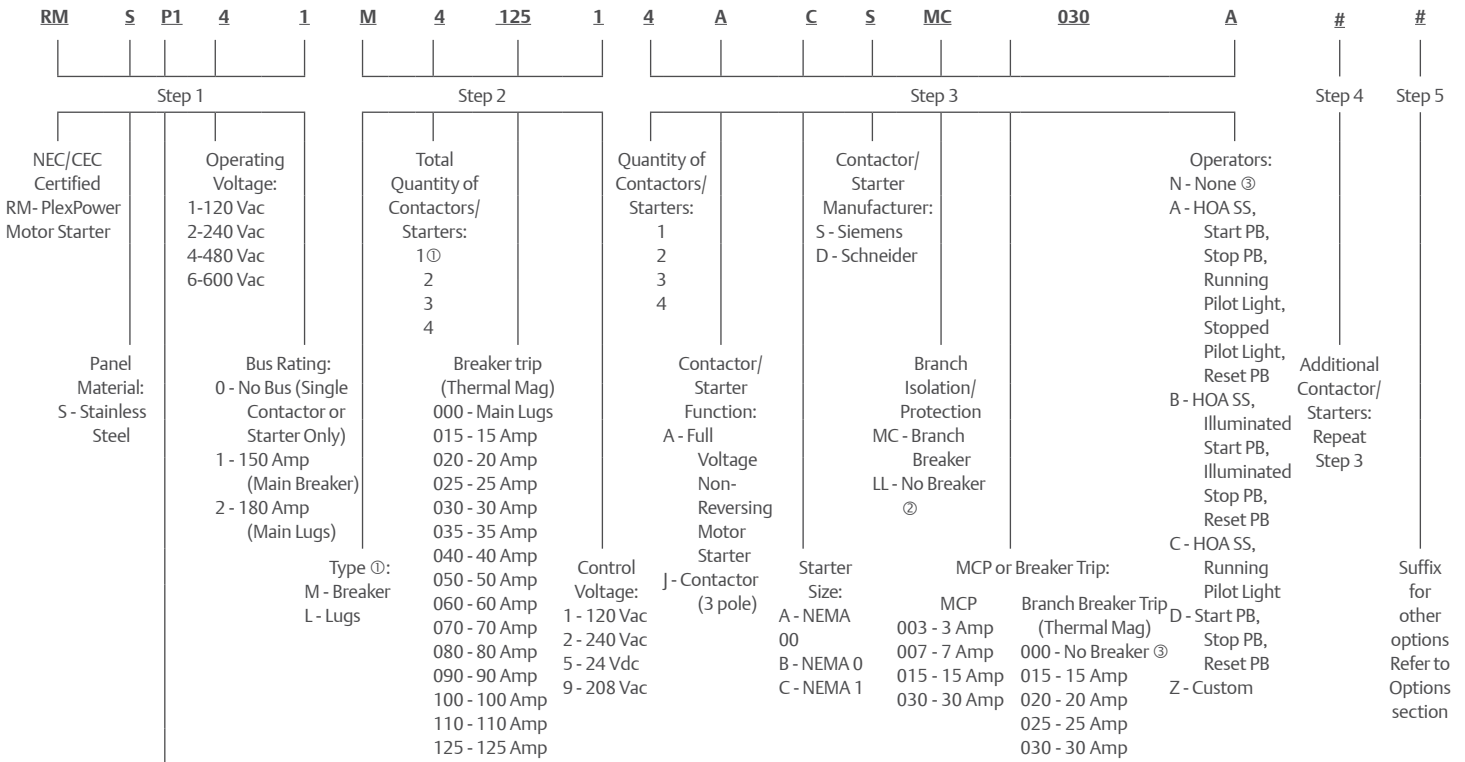 RM S P1 4 1 M 4 125 1 4 A C S MC 030 A # #
Step 1 Step 2 Step 3 Step 4 Step 5
NEC/CEC
Certified
RM- PlexPower
Motor Starter
Operating
Voltage:
1-120 Vac
2-240 Vac
4-480 Vac
6-600 Vac
Total
Quantity of
Contactors/
Starters:
1①
2
3
4
Quantity of
Contactors/
Starters:
1
2
3
4
Contactor/
Starter
Manufacturer:
S - Siemens
D - Schneider
Operators:
N - None ③
A - HOA SS,
Start PB,
Stop PB,
Running
Pilot Light,
Stopped
Pilot Light,
Reset PB
B - HOA SS,
Illuminated
Start PB,
Illuminated
Stop PB,
Reset PB
C - HOA SS,
Running
Pilot Light
D - Start PB,
Stop PB,
Reset PB
Z - Custom
Panel
Material:
S - Stainless
Steel
Bus Rating:
0 - No Bus (Single
Contactor or
Starter Only)
1 - 150 Amp
(Main Breaker)
2 - 180 Amp
(Main Lugs)
Type ①:
M - Breaker
L - Lugs
Breaker trip
(Thermal Mag)
000 - Main Lugs
015 - 15 Amp
020 - 20 Amp
025 - 25 Amp
030 - 30 Amp
035 - 35 Amp
040 - 40 Amp
050 - 50 Amp
060 - 60 Amp
070 - 70 Amp
080 - 80 Amp
090 - 90 Amp
100 - 100 Amp
110 - 110 Amp
125 - 125 Amp
Control
Voltage:
1 - 120 Vac
2 - 240 Vac
5 - 24 Vdc
9 - 208 Vac
Contactor/
Starter
Function:
A - Full
Voltage
Non-
Reversing
Motor
Starter
J - Contactor
(3 pole)
Starter
Size:
A - NEMA
00
B - NEMA 0
C - NEMA 1
Branch
Isolation/
Protection
MC - Branch
Breaker
LL - No Breaker
②
MCP or Breaker Trip:
MCP
003 - 3 Amp
007 - 7 Amp
015 - 15 Amp
030 - 30 Amp
Branch Breaker Trip
(Thermal Mag)
000 - No Breaker ③
015 - 15 Amp
020 - 20 Amp
025 - 25 Amp
030 - 30 Amp
Additional
Contactor/
Starters:
Repeat
Step 3
Suffix
for
other
options
Refer to
Options
section